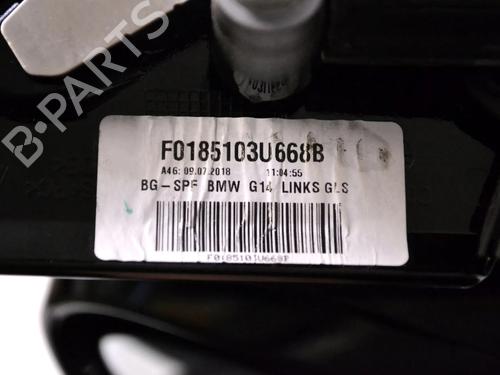 B-PARTS
F0185103U668B
A46: 09.07.2018 11:04:55
BG-SPF BMW G14 LINKS GLS
F0185103U668B